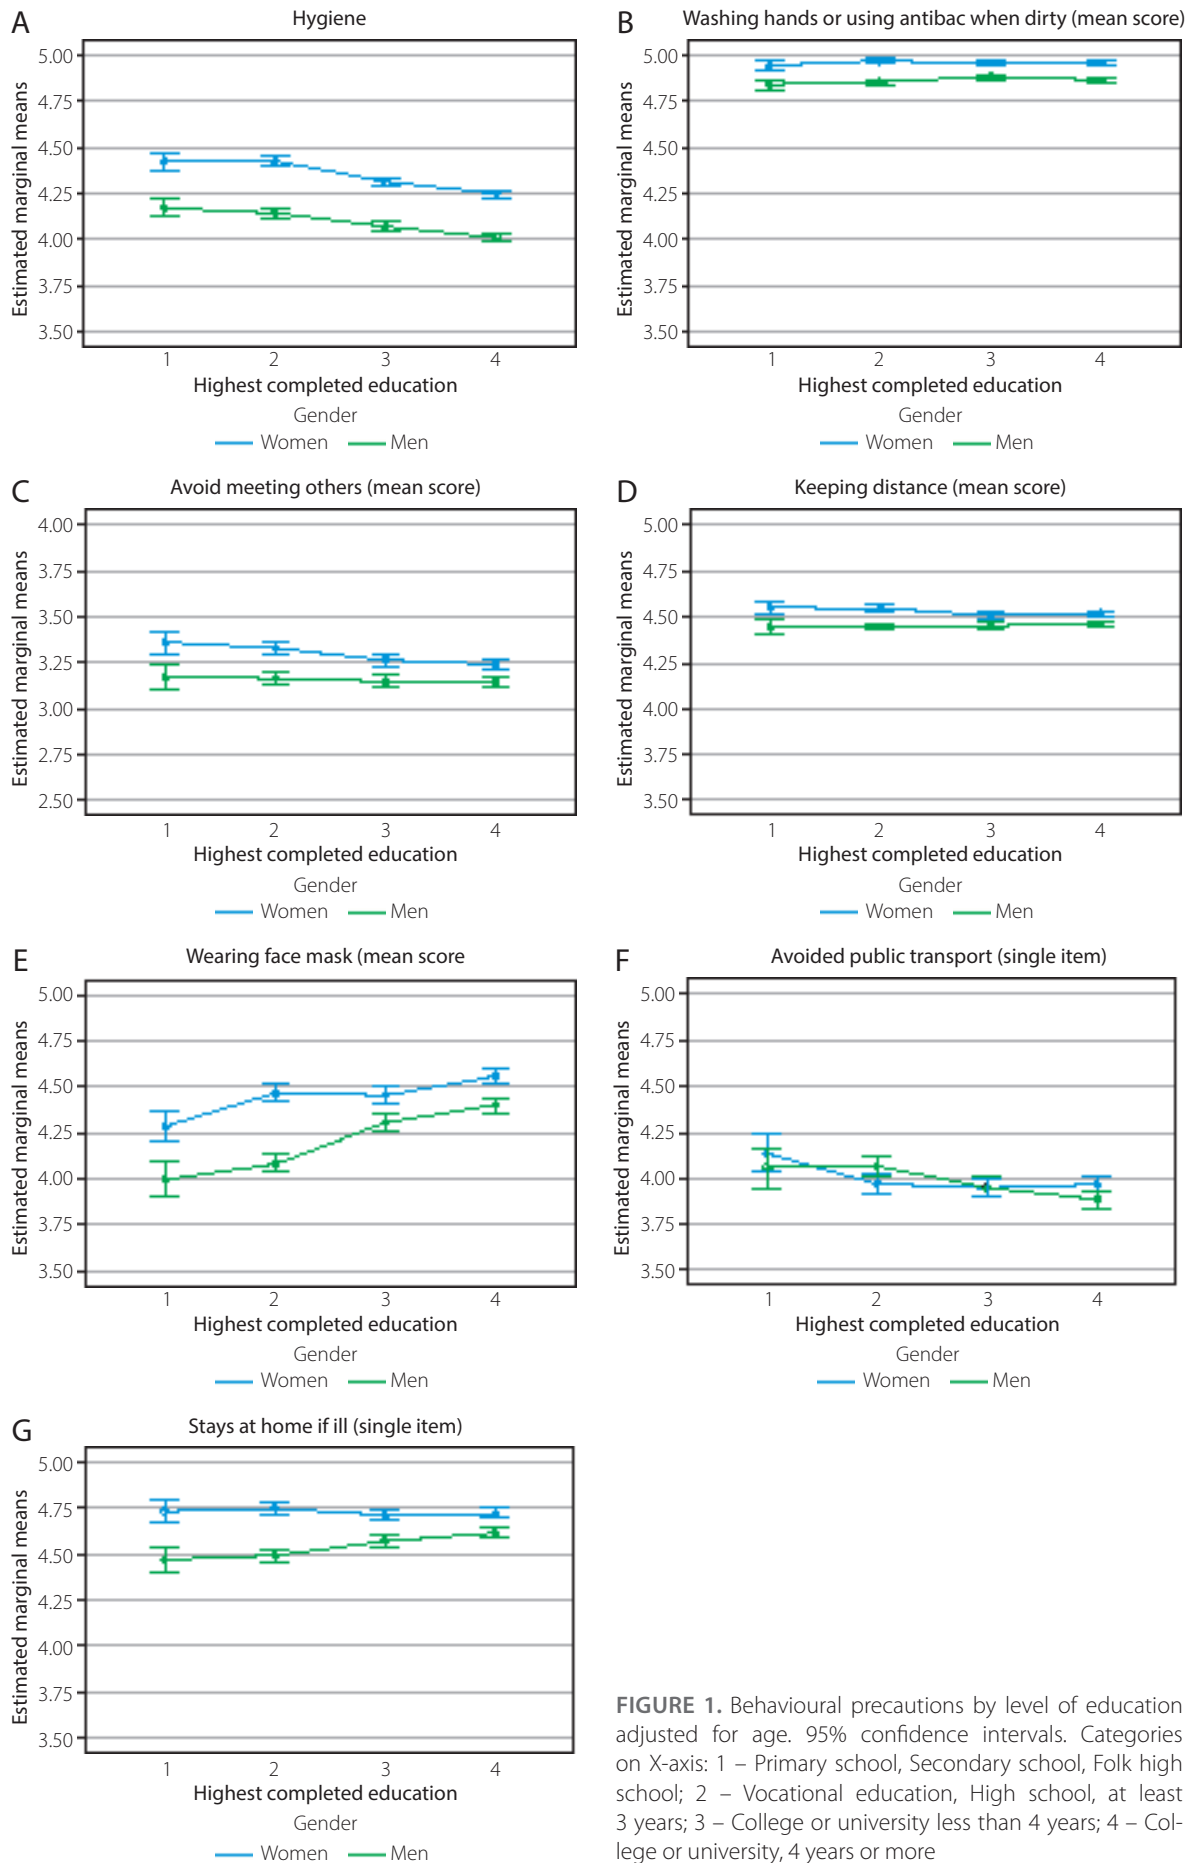 A
Hygiene
Estimated marginal means
5.00
4.75
4.50
4.25
4.00
3.75
3.50
1 2 3 4
Highest completed education
Gender
Women Men
B
Washing hands or using antibac when dirty (mean score)
Estimated marginal means
5.00
4.75
4.50
4.25
4.00
3.75
3.50
1 2 3 4
Highest completed education
Gender
Women Men
C
Avoid meeting others (mean score)
Estimated marginal means
4.00
3.75
3.50
3.25
3.00
2.75
2.50
1 2 3 4
Highest completed education
Gender
Women Men
D
Keeping distance (mean score)
Estimated marginal means
5.00
4.75
4.50
4.25
4.00
3.75
3.50
1 2 3 4
Highest completed education
Gender
Women Men
E
Wearing face mask (mean score
Estimated marginal means
5.00
4.75
4.50
4.25
4.00
3.75
3.50
1 2 3 4
Highest completed education
Gender
Women Men
F
Avoided public transport (single item)
Estimated marginal means
5.00
4.75
4.50
4.25
4.00
3.75
3.50
1 2 3 4
Highest completed education
Gender
Women Men
G
Stays at home if ill (single item)
Estimated marginal means
5.00
4.75
4.50
4.25
4.00
3.75
3.50
1 2 3 4
Highest completed education
Gender
Women Men
FIGURE 1. Behavioural precautions by level of education
adjusted for age. 95% confidence intervals. Categories
on X-axis: 1 – Primary school, Secondary school, Folk high
school; 2 – Vocational education, High school, at least
3 years; 3 – College or university less than 4 years; 4 – Col-
lege or university, 4 years or more